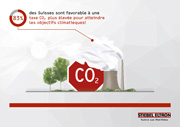 83%
des Suisses sont favorable à une
taxe CO₂ plus élevée pour atteindre
les objectifs climatiques!
CO₂
STIEBEL ELTRON